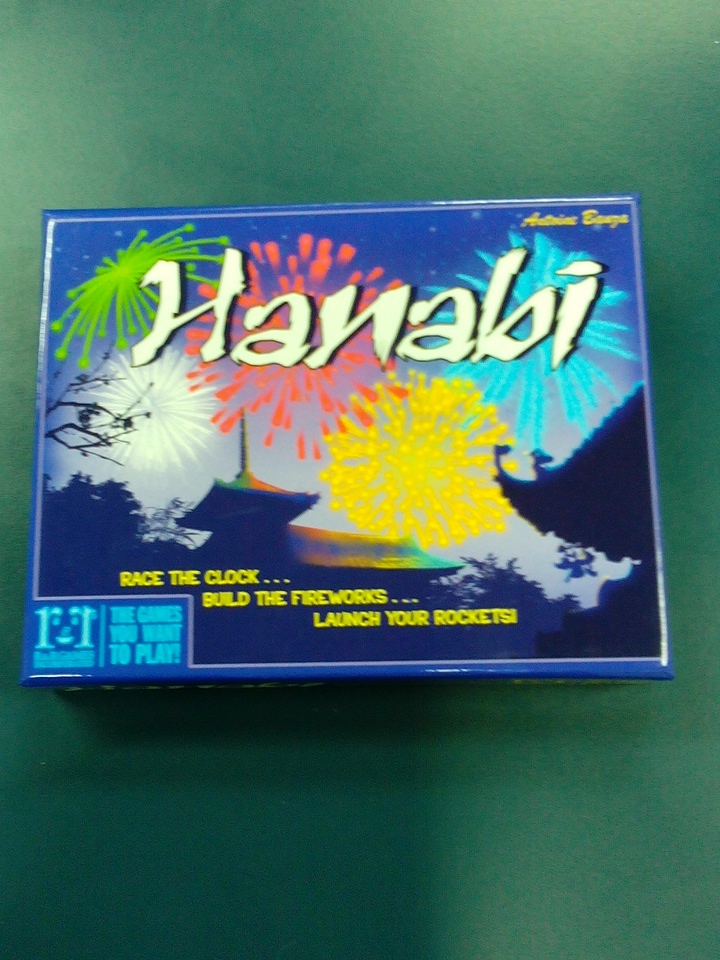 Antoine Bauza
Hanabi
RACE THE CLOCK...
BUILD THE FIREWORKS...
LAUNCH YOUR ROCKETS!
THE GAMES
YOU WANT
TO PLAY!